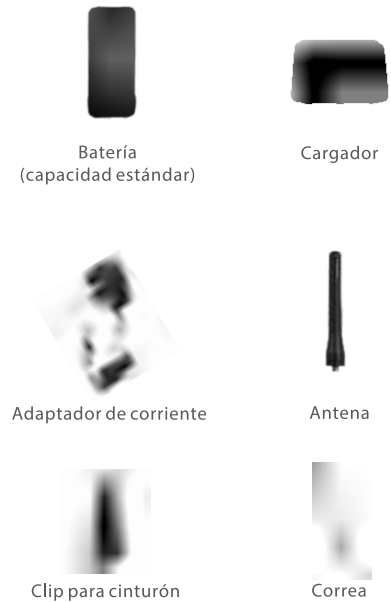 Batería
(capacidad estándar)
Cargador
Adaptador de corriente
Antena
Clip para cinturón
Correa